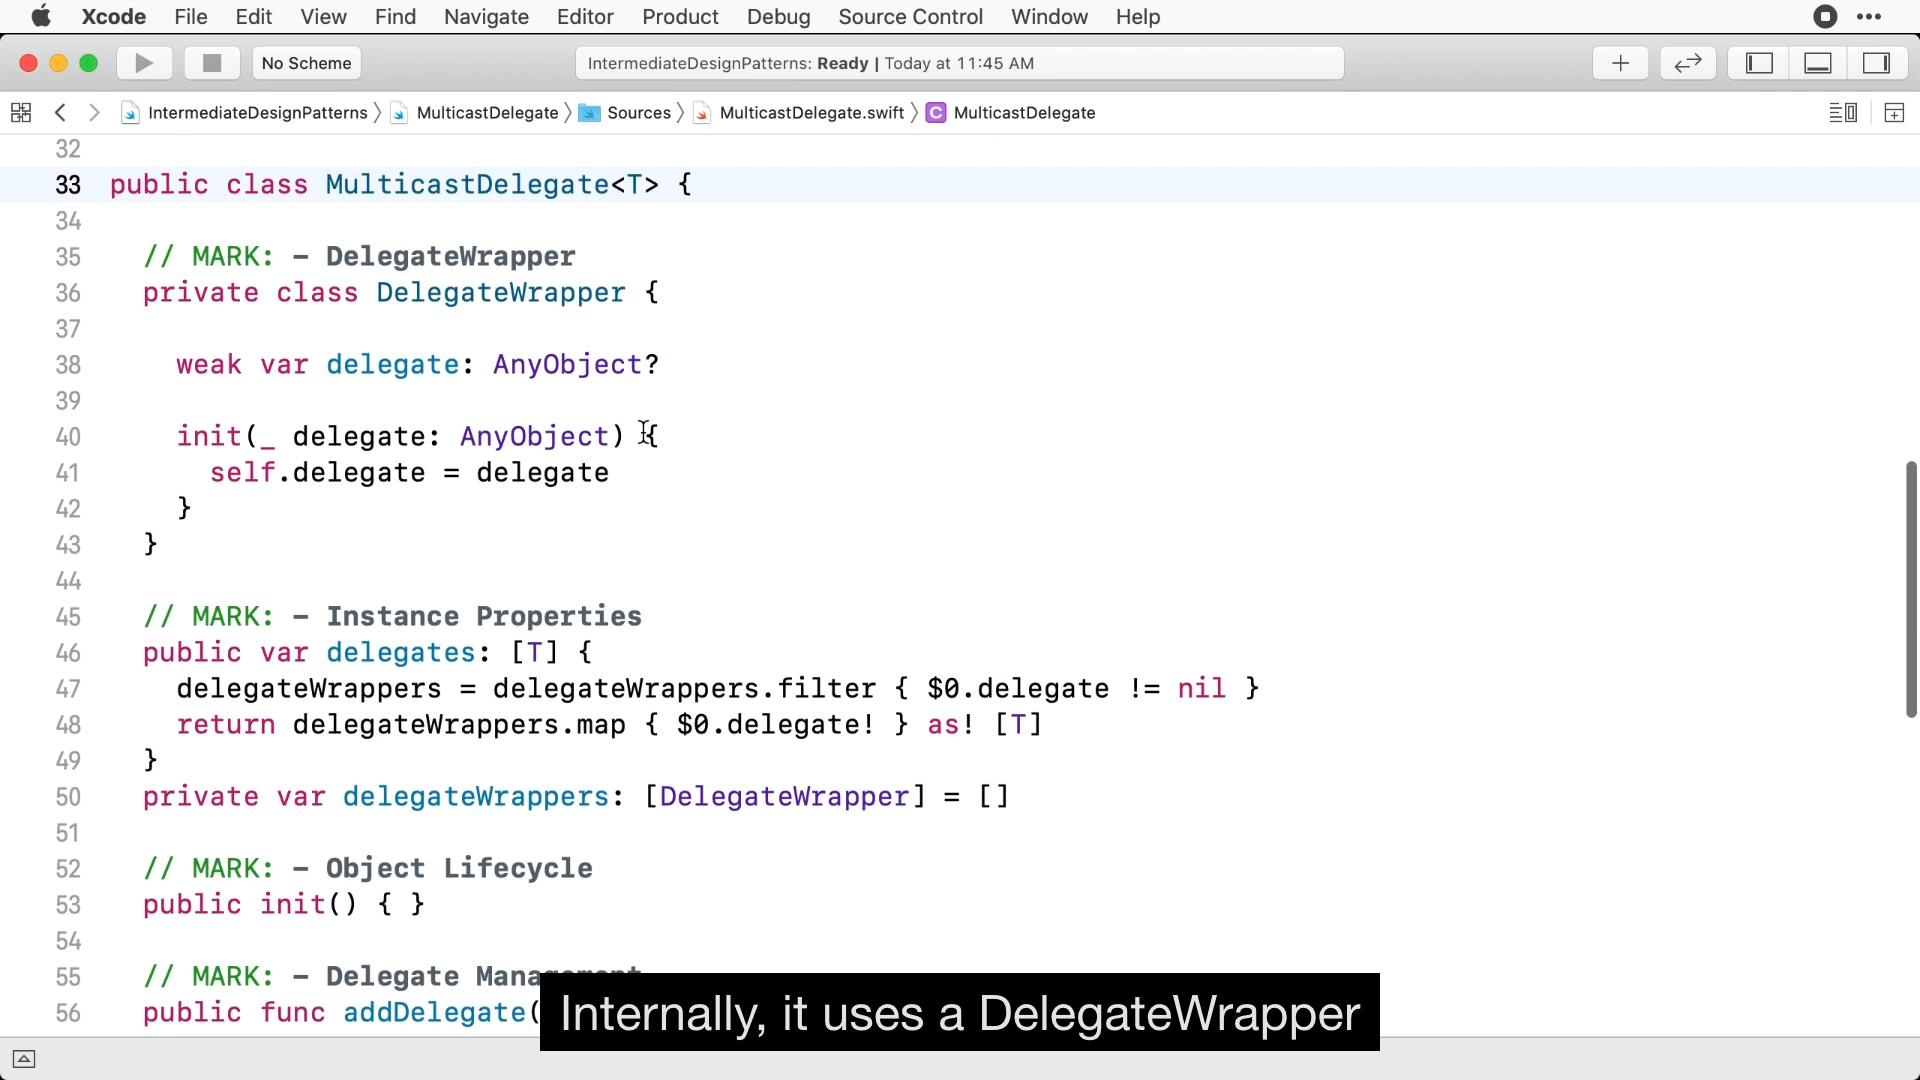 Xcode File Edit View Find Navigate Editor Product Debug Source Control Window Help
No Scheme
IntermediateDesignPatterns: Ready | Today at 11:45 AM
IntermediateDesignPatterns MulticastDelegate Sources MulticastDelegate.swift C MulticastDelegate
32
33 public class MulticastDelegate<T> {
34
35 // MARK: - DelegateWrapper
36 private class DelegateWrapper {
37
38 weak var delegate: AnyObject?
39
40 init(_ delegate: AnyObject) {
41 self.delegate = delegate
42 }
43 }
44
45 // MARK: - Instance Properties
46 public var delegates: [T] {
47 delegateWrappers = delegateWrappers.filter { $0.delegate != nil }
48 return delegateWrappers.map { $0.delegate! } as! [T]
49 }
50 private var delegateWrappers: [DelegateWrapper] = []
51
52 // MARK: - Object Lifecycle
53 public init() { }
54
55 // MARK: - Delegate Management
56 public func addDelegate(
Internally, it uses a DelegateWrapper